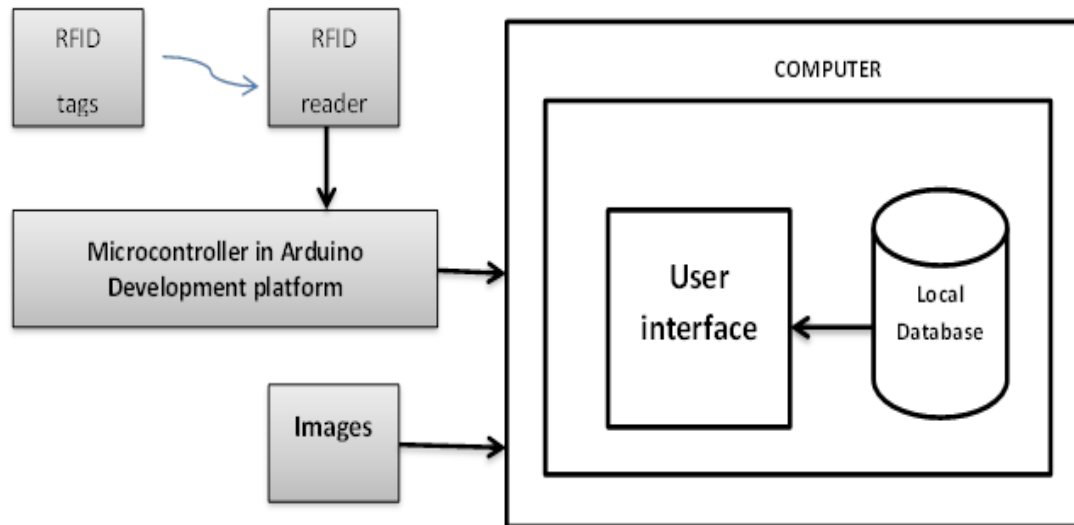 RFID
tags
RFID
reader
COMPUTER
Microcontroller in Arduino
Development platform
User
interface
Local
Database
Images